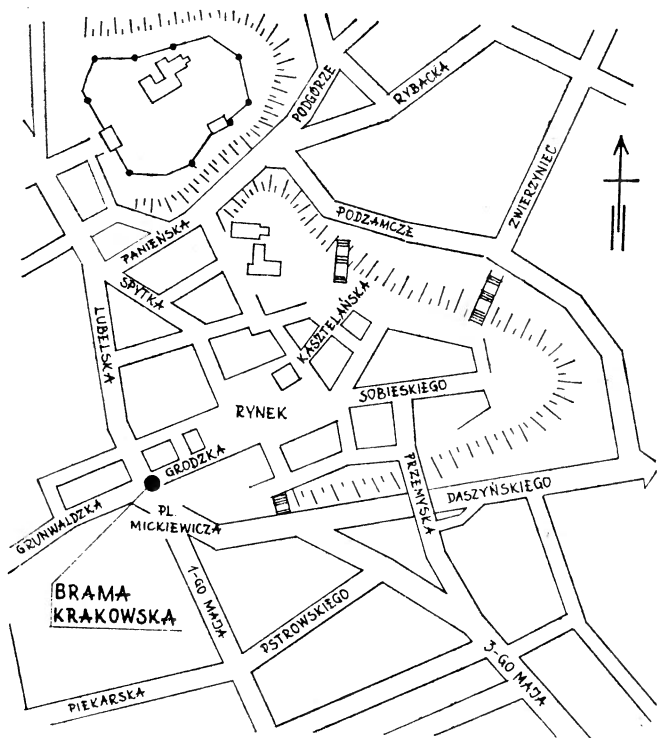 PODGÓRZE
RYBACKA
ZWIERZYNIEC
PODZAMCZE
PANIEŃSKA
SPYTKA
LUBELSKA
KASZTELAŃSKA
SOBIESKIEGO
RYNEK
GRODZKA
PRZEMYSKA
DASZYŃSKIEGO
GRUNWALDZKA
PL.
MICKIEWICZA
BRAMA
KRAKOWSKA
1-GO MAJA
PSTROWSKIEGO
3-GO MAJA
PIEKARSKA